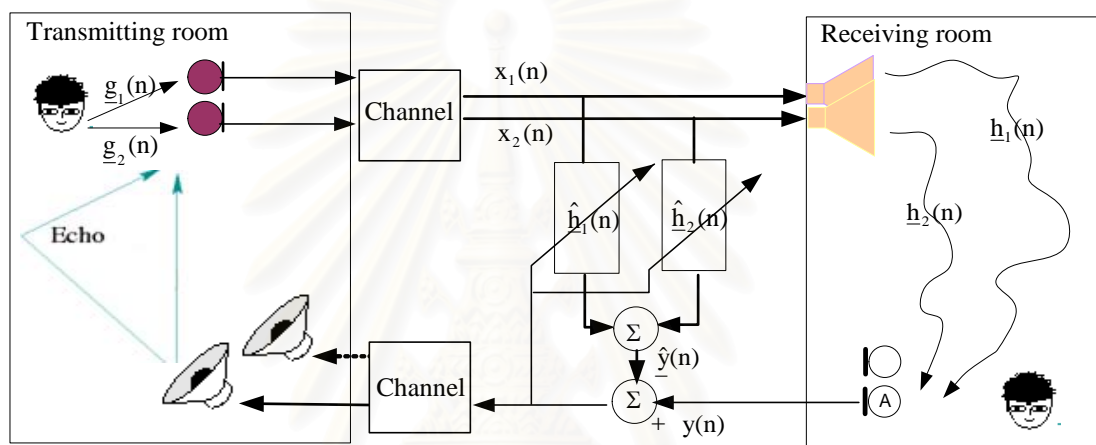 Transmitting room
Receiving room
g₁(n)
g₂(n)
Channel
x₁(n)
x₂(n)
h₁(n)
h₂(n)
ĥ₁(n)
ĥ₂(n)
Echo
Σ
ŷ(n)
-
Channel
Σ
+ y(n)
A